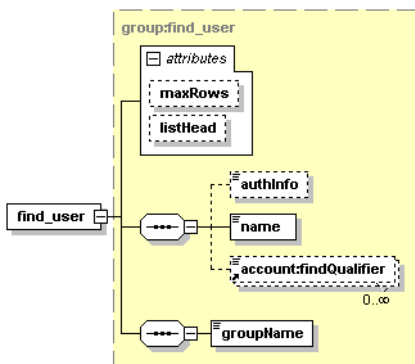 group:find_user
attributes
maxRows
listHead
find_user
authInfo
name
account:findQualifier
0..∞
groupName